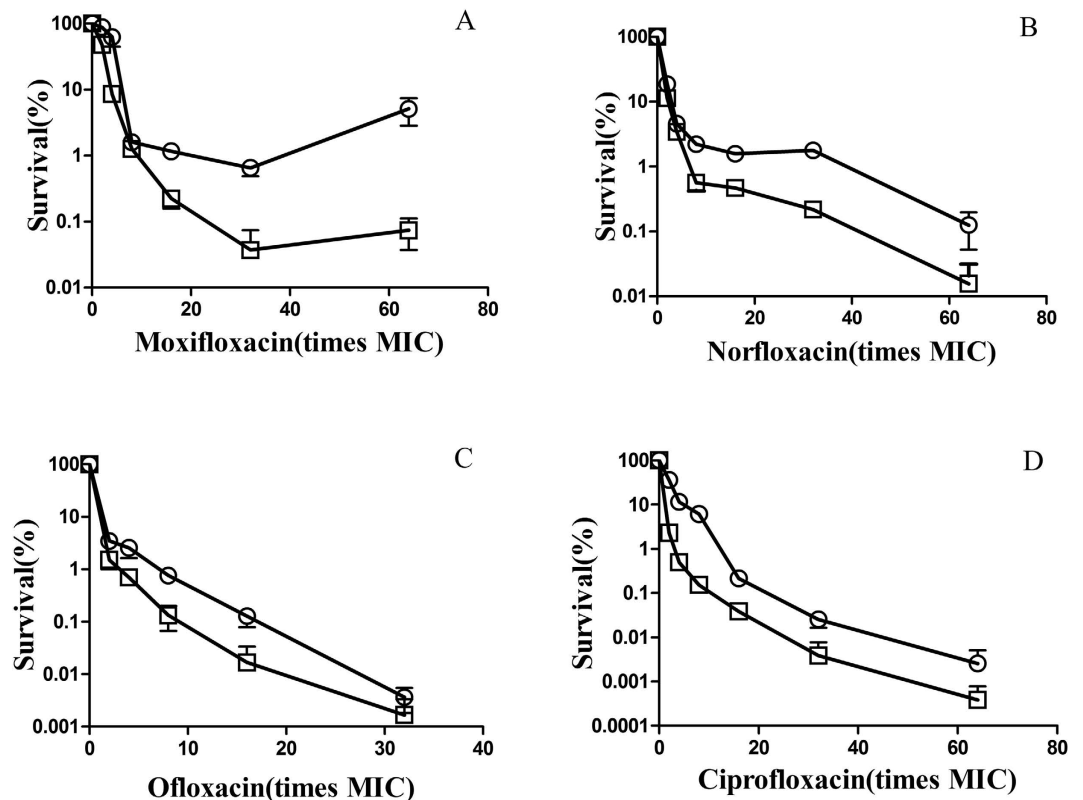 A
100
10
1
0.1
0.01
Survival(%)
0 20 40 60 80
Moxifloxacin(times MIC)
B
100
10
1
0.1
0.01
Survival(%)
0 20 40 60 80
Norfloxacin(times MIC)
C
100
10
1
0.1
0.01
0.001
Survival(%)
0 10 20 30 40
Ofloxacin(times MIC)
D
100
10
1
0.1
0.01
0.001
0.0001
Survival(%)
0 20 40 60 80
Ciprofloxacin(times MIC)